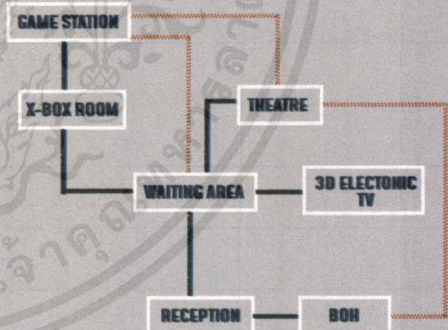 GAME STATION
X-BOX ROOM
THEATRE
WAITING AREA
3D ELECTONIC
TV
RECEPTION
BOH